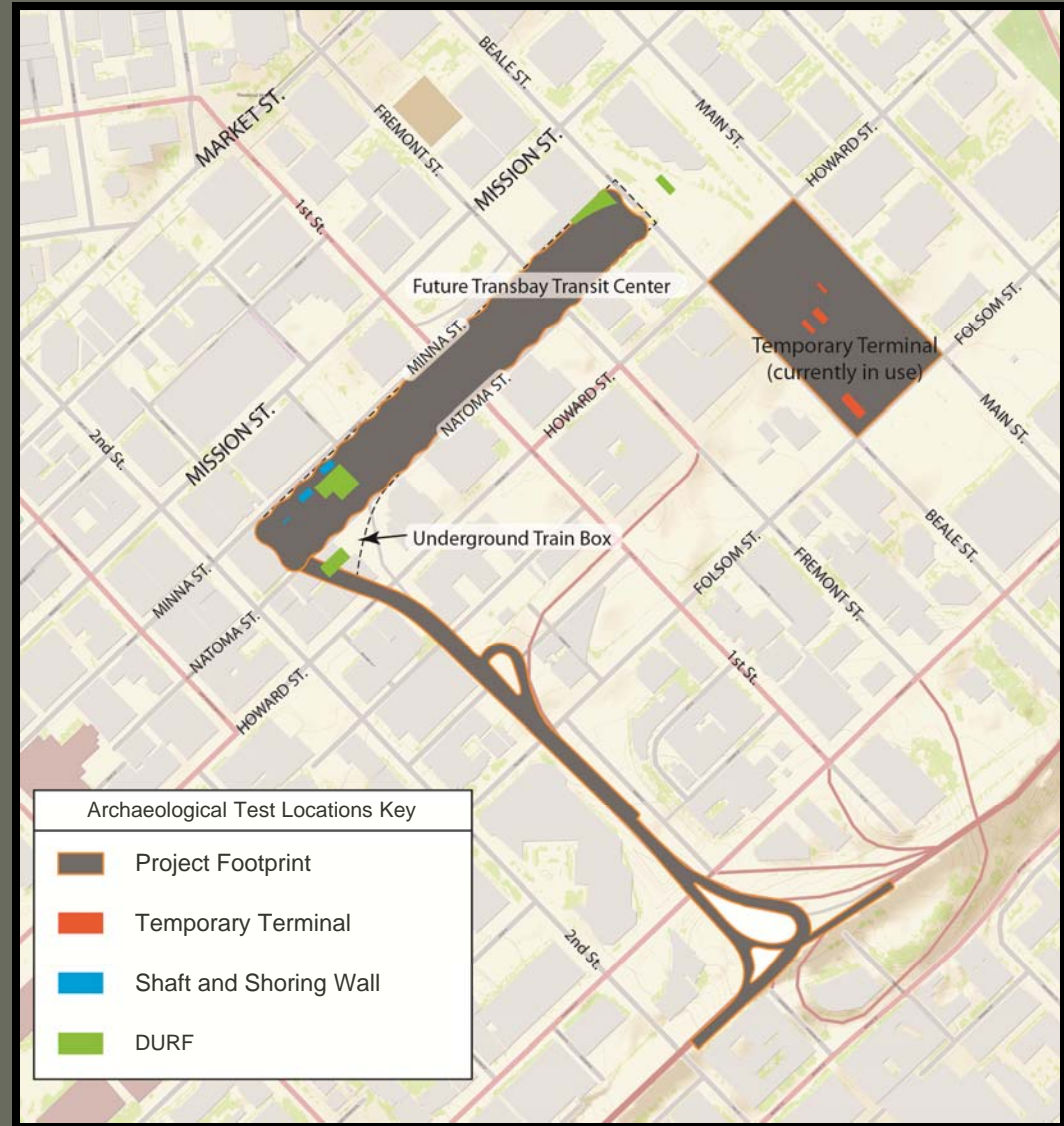 BEALE ST.
MAIN ST.
HOWARD ST.
MARKET ST.
FREMONT ST.
MISSION ST.
1st St.
Future Transbay Transit Center
FOLSOM ST.
MINNA ST.
Temporary Terminal
(currently in use)
NATOMA ST.
HOWARD ST.
MAIN ST.
MISSION ST.
2nd St.
Underground Train Box
BEALE ST.
FOLSOM ST.
FREMONT ST.
MINNA ST.
NATOMA ST.
1st St.
HOWARD ST.
2nd St.
Archaeological Test Locations Key
Project Footprint
Temporary Terminal
Shaft and Shoring Wall
DURF